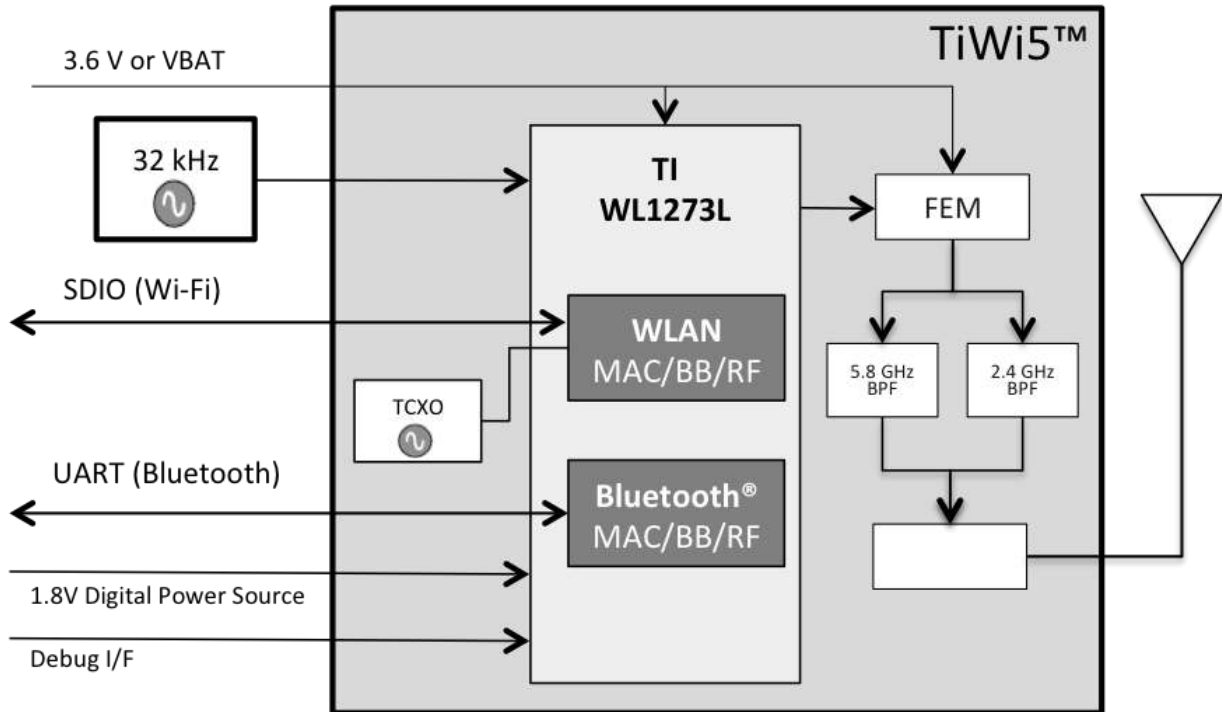 TiWi5™
3.6 V or VBAT
32 kHz
TI
WL1273L
FEM
SDIO (Wi-Fi)
WLAN
MAC/BB/RF
5.8 GHz
BPF
2.4 GHz
BPF
TCXO
UART (Bluetooth)
Bluetooth®
MAC/BB/RF
1.8V Digital Power Source
Debug I/F